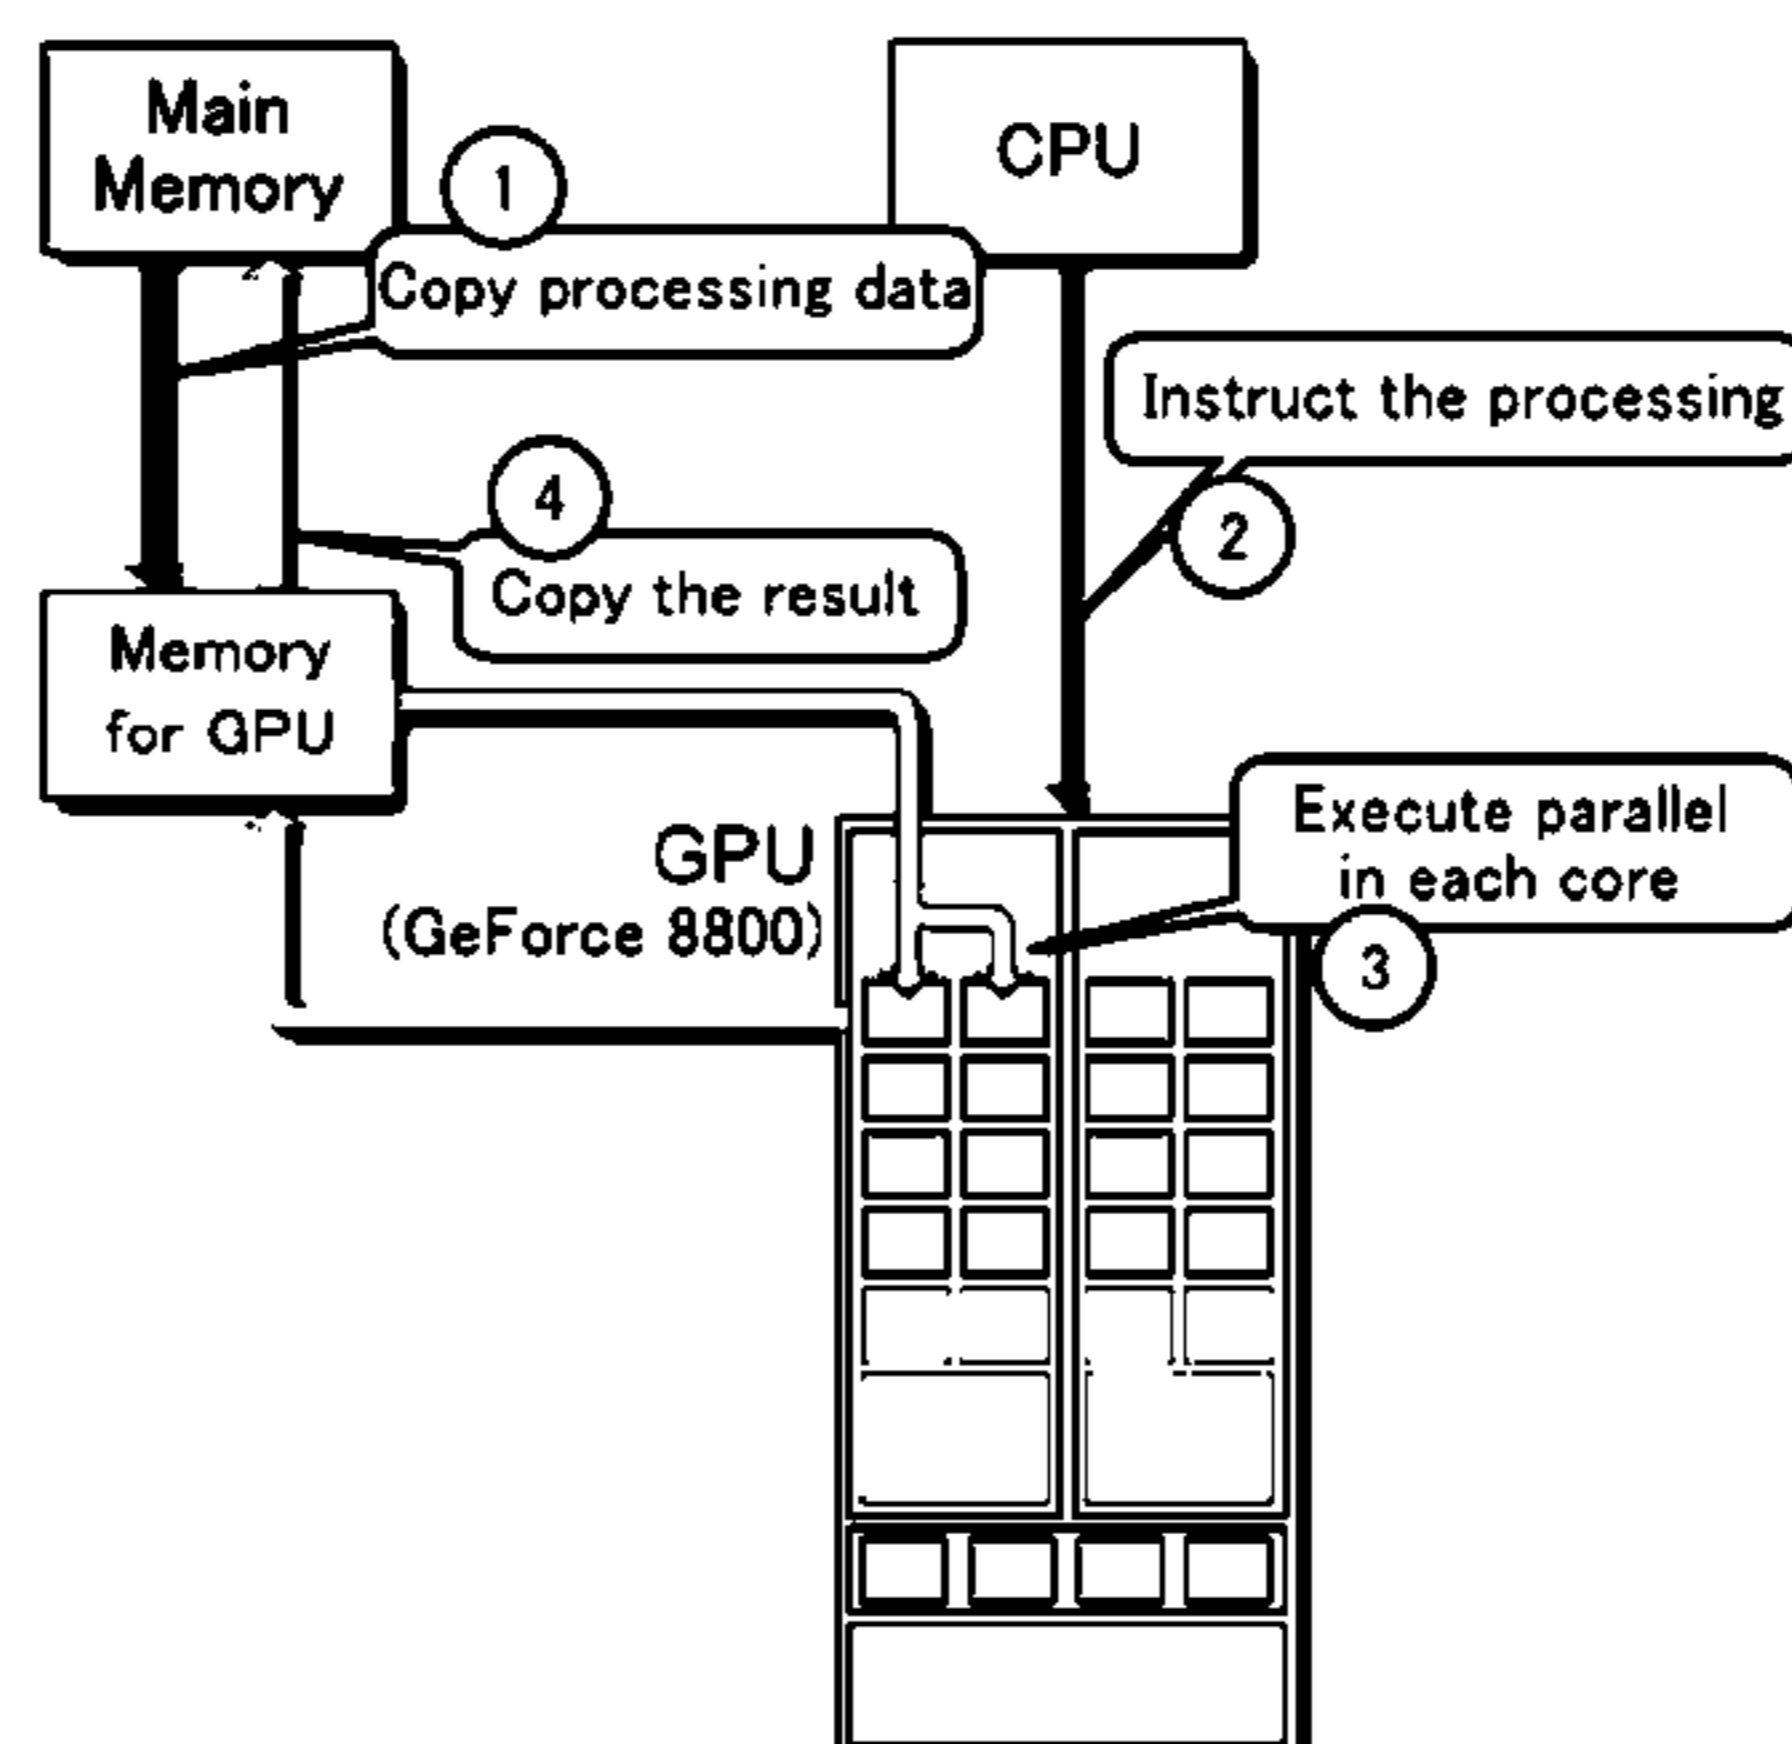 Main
Memory
CPU
1
Copy processing data
Instruct the processing
2
4
Copy the result
Memory
for GPU
Execute parallel
in each core
3
GPU
(GeForce 8800)